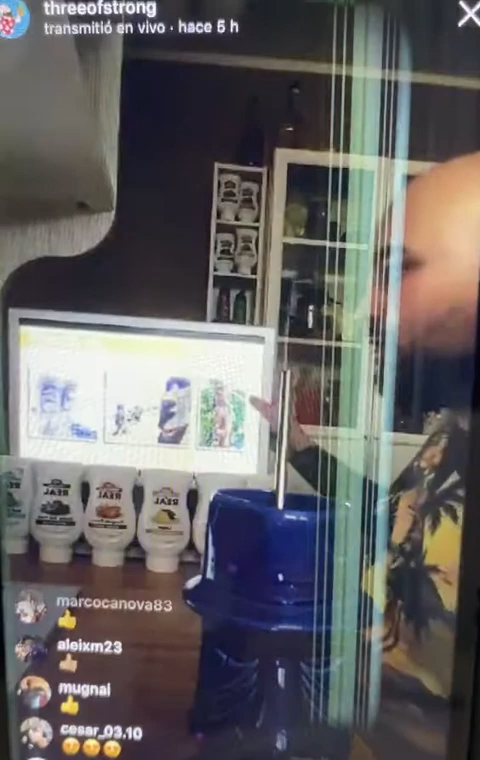 threeofstrong
transmitió en vivo · hace 5 h
REAL
REAL
REAL
marcocanova83
👍
aleixm23
👍🏼
mugnai
👍
cesar_03.10
😊😊😊